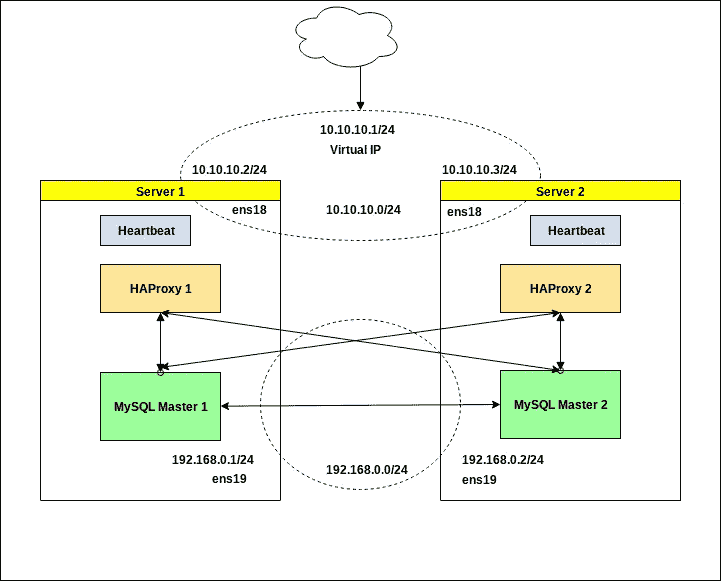 10.10.10.1/24
Virtual IP
10.10.10.2/24
10.10.10.3/24
Server 1
Server 2
ens18
10.10.10.0/24
ens18
Heartbeat
Heartbeat
HAProxy 1
HAProxy 2
MySQL Master 1
MySQL Master 2
192.168.0.1/24
192.168.0.0/24
192.168.0.2/24
ens19
ens19